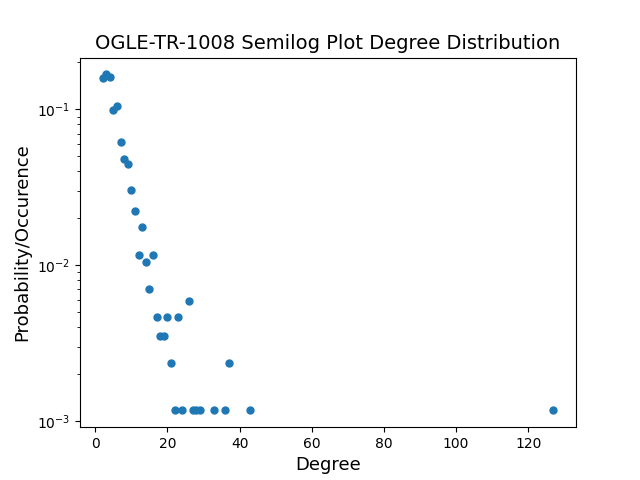 OGLE-TR-1008 Semilog Plot Degree Distribution
Probability/Occurence
10⁻¹
10⁻²
10⁻³
0 20 40 60 80 100 120
Degree